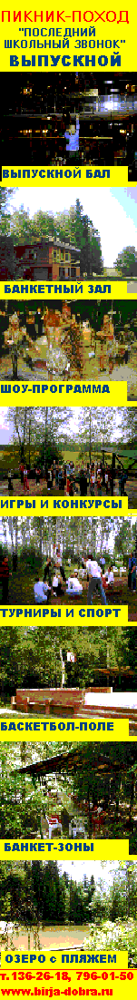 ПИКНИК-ПОХОД
"ПОСЛЕДНИЙ
ШКОЛЬНЫЙ ЗВОНОК"
ВЫПУСКНОЙ
ВЫПУСКНОЙ БАЛ
БАНКЕТНЫЙ ЗАЛ
ШОУ-ПРОГРАММА
ИГРЫ И КОНКУРСЫ
ТУРНИРЫ И СПОРТ
БАСКЕТБОЛ-ПОЛЕ
БАНКЕТ-ЗОНЫ
ОЗЕРО с ПЛЯЖЕМ
т. 136-26-18, 796-01-50
www.birja-dobra.ru